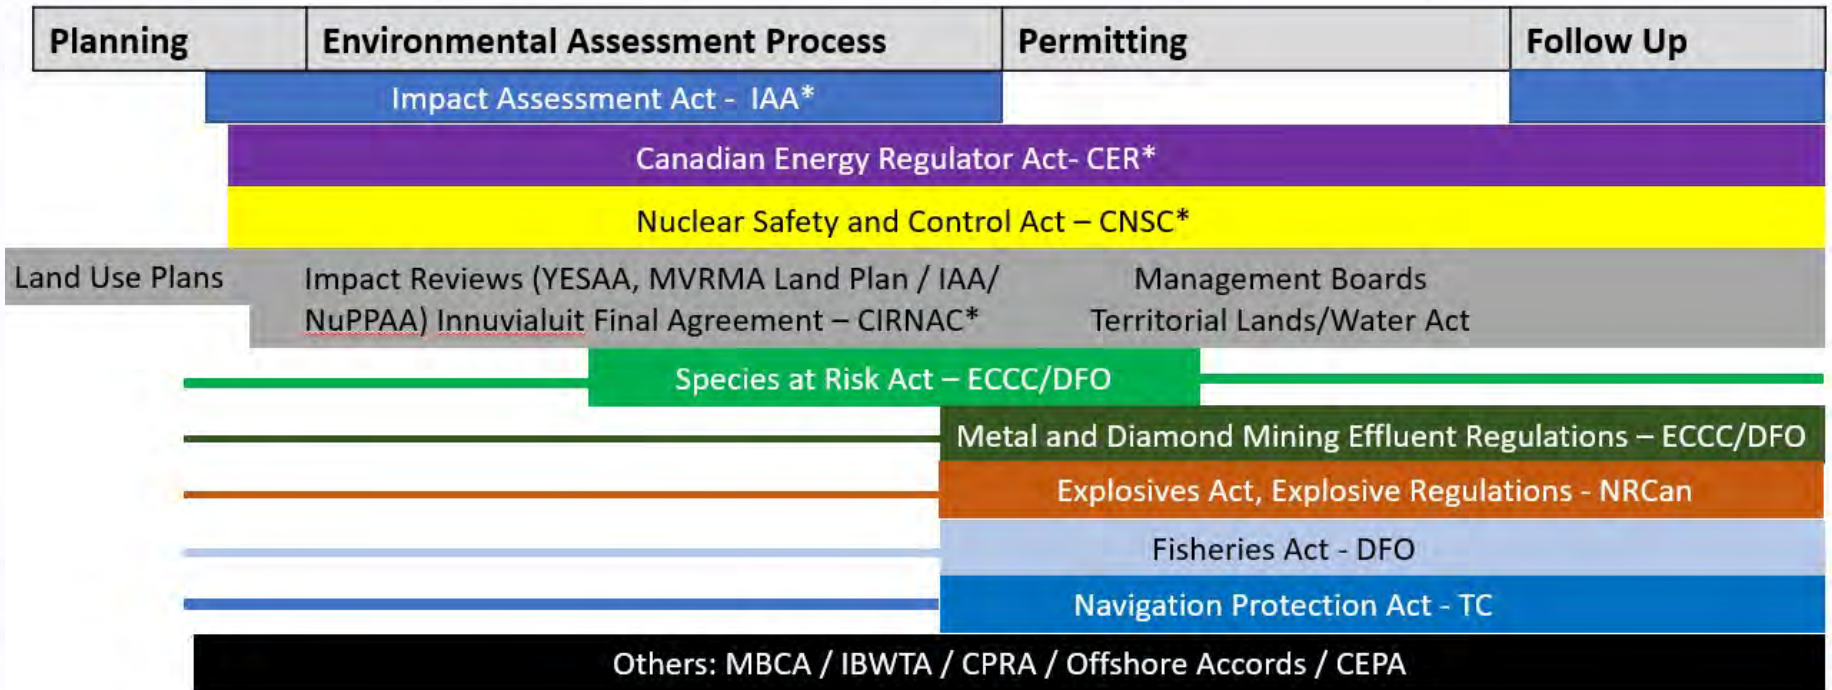 Planning
Environmental Assessment Process
Permitting
Follow Up
Impact Assessment Act - IAA*
Canadian Energy Regulator Act- CER*
Nuclear Safety and Control Act – CNSC*
Land Use Plans
Impact Reviews (YESAA, MVRMA Land Plan / IAA/
NuPPAA) Innuvialuit Final Agreement – CIRNAC*
Management Boards
Territorial Lands/Water Act
Species at Risk Act – ECCC/DFO
Metal and Diamond Mining Effluent Regulations – ECCC/DFO
Explosives Act, Explosive Regulations - NRCan
Fisheries Act - DFO
Navigation Protection Act - TC
Others: MBCA / IBWTA / CPRA / Offshore Accords / CEPA